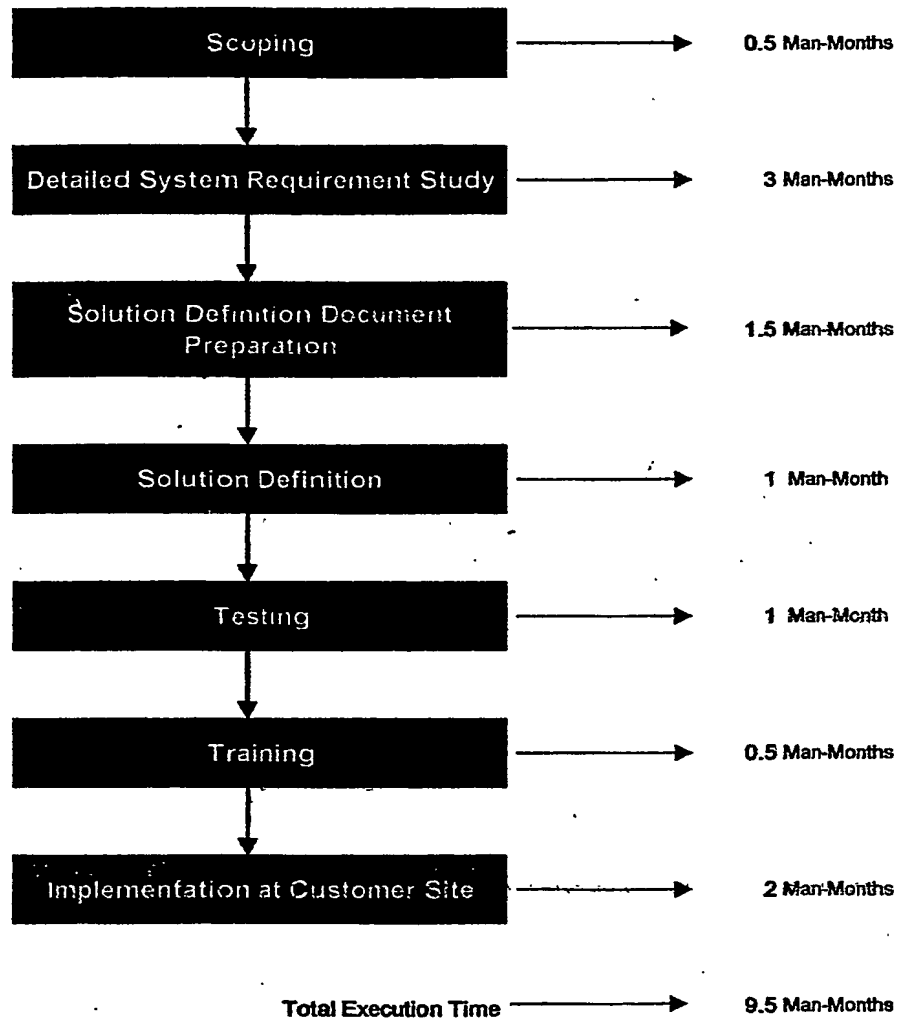 Scoping
0.5 Man-Months
Detailed System Requirement Study
3 Man-Months
Solution Definition Document
Preparation
1.5 Man-Months
Solution Definition
1 Man-Month
Testing
1 Man-Month
Training
0.5 Man-Months
Implementation at Customer Site
2 Man-Months
Total Execution Time
9.5 Man-Months